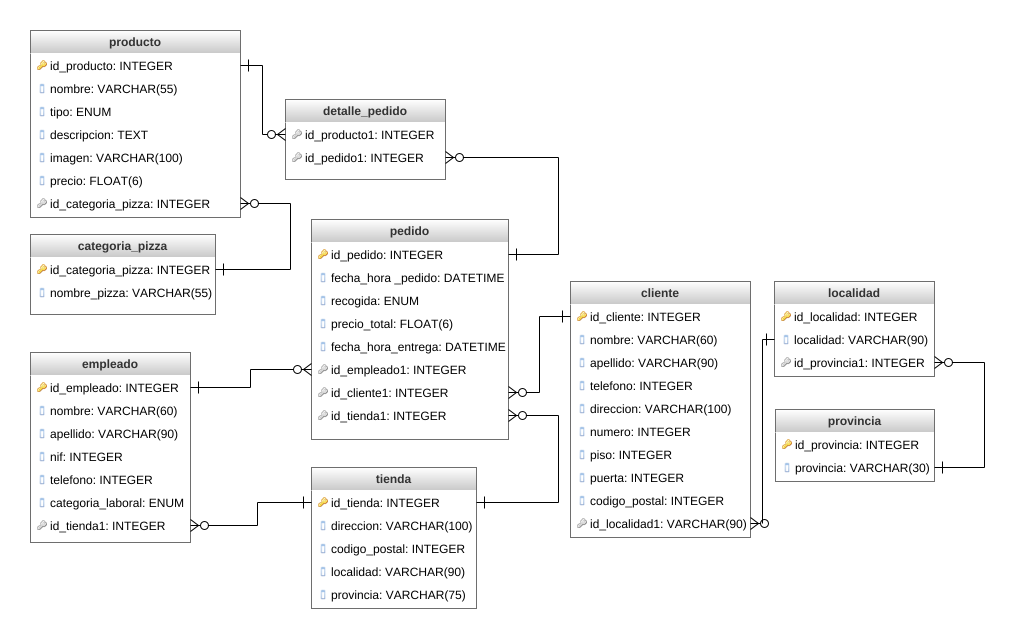 producto
id_producto: INTEGER
nombre: VARCHAR(55)
tipo: ENUM
descripcion: TEXT
imagen: VARCHAR(100)
precio: FLOAT(6)
id_categoria_pizza: INTEGER
detalle_pedido
id_producto1: INTEGER
id_pedido1: INTEGER
categoria_pizza
id_categoria_pizza: INTEGER
nombre_pizza: VARCHAR(55)
pedido
id_pedido: INTEGER
fecha_hora _pedido: DATETIME
recogida: ENUM
precio_total: FLOAT(6)
fecha_hora_entrega: DATETIME
id_empleado1: INTEGER
id_cliente1: INTEGER
id_tienda1: INTEGER
cliente
id_cliente: INTEGER
nombre: VARCHAR(60)
apellido: VARCHAR(90)
telefono: INTEGER
direccion: VARCHAR(100)
numero: INTEGER
piso: INTEGER
puerta: INTEGER
codigo_postal: INTEGER
id_localidad1: VARCHAR(90)
localidad
id_localidad: INTEGER
localidad: VARCHAR(90)
id_provincia1: INTEGER
provincia
id_provincia: INTEGER
provincia: VARCHAR(30)
empleado
id_empleado: INTEGER
nombre: VARCHAR(60)
apellido: VARCHAR(90)
nif: INTEGER
telefono: INTEGER
categoria_laboral: ENUM
id_tienda1: INTEGER
tienda
id_tienda: INTEGER
direccion: VARCHAR(100)
codigo_postal: INTEGER
localidad: VARCHAR(90)
provincia: VARCHAR(75)